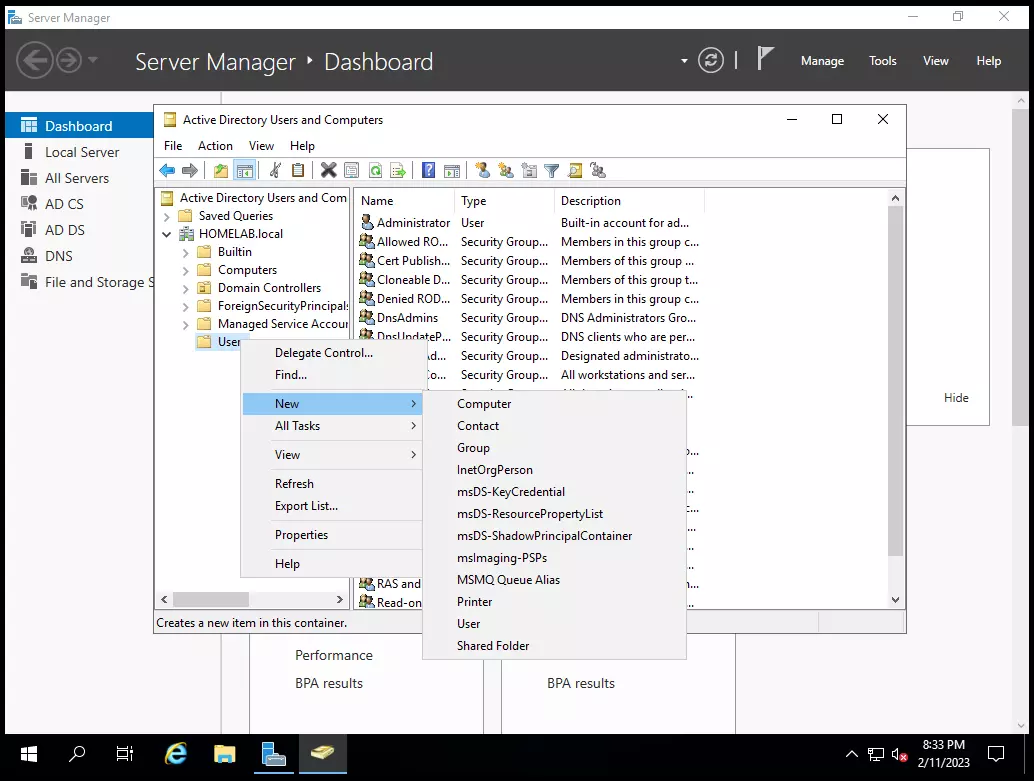 Server Manager
Server Manager ‣ Dashboard
Manage Tools View Help
Dashboard
Local Server
All Servers
AD CS
AD DS
DNS
File and Storage S
Active Directory Users and Computers
File Action View Help
Active Directory Users and Com
Saved Queries
HOMELAB.local
Builtin
Computers
Domain Controllers
ForeignSecurityPrincipals
Managed Service Accour
User
Name Type Description
Administrator User Built-in account for ad...
Allowed RO... Security Group... Members in this group c...
Cert Publish... Security Group... Members of this group ...
Cloneable D... Security Group... Members of this group t...
Denied ROD... Security Group... Members in this group c...
DnsAdmins Security Group... DNS Administrators Gro...
DnsUpdateP... Security Group... DNS clients who are per...
d... Security Group... Designated administrato...
o... Security Group... All workstations and ser...
RAS and
Read-on
Delegate Control...
Find...
New
All Tasks
View
Refresh
Export List...
Properties
Help
Computer
Contact
Group
InetOrgPerson
msDS-KeyCredential
msDS-ResourcePropertyList
msDS-ShadowPrincipalContainer
msImaging-PSPs
MSMQ Queue Alias
Printer
User
Shared Folder
Hide
Creates a new item in this container.
Performance
BPA results
BPA results
8:33 PM
2/11/2023